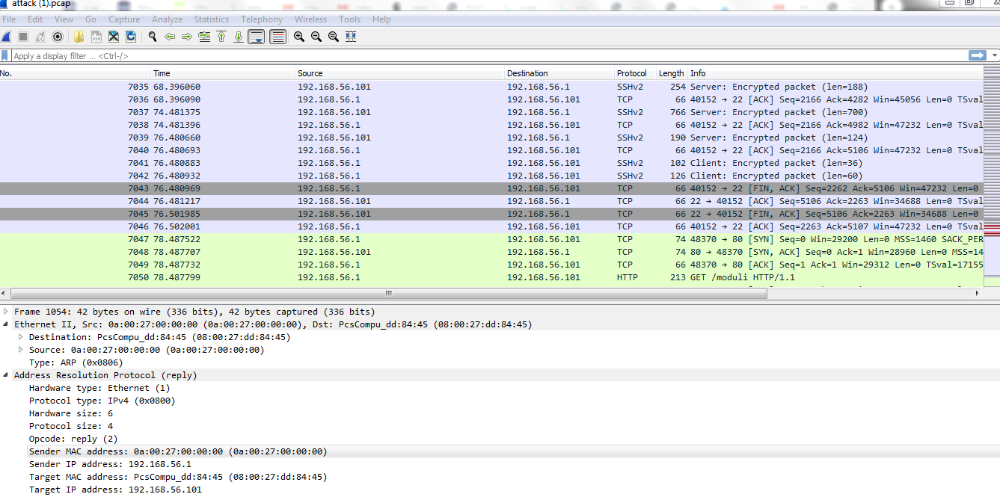 attack (1).pcap
File Edit View Go Capture Analyze Statistics Telephony Wireless Tools Help
Apply a display filter ... <Ctrl-/>
No. Time Source Destination Protocol Length Info
7035 68.396060 192.168.56.101 192.168.56.1 SSHv2 254 Server: Encrypted packet (len=188)
7036 68.396090 192.168.56.1 192.168.56.101 TCP 66 40152 → 22 [ACK] Seq=2166 Ack=4282 Win=45056 Len=0 TSval
7037 74.481375 192.168.56.101 192.168.56.1 SSHv2 766 Server: Encrypted packet (len=700)
7038 74.481396 192.168.56.1 192.168.56.101 TCP 66 40152 → 22 [ACK] Seq=2166 Ack=4982 Win=47232 Len=0 TSval
7039 76.480660 192.168.56.101 192.168.56.1 SSHv2 190 Server: Encrypted packet (len=124)
7040 76.480693 192.168.56.1 192.168.56.101 TCP 66 40152 → 22 [ACK] Seq=2166 Ack=5106 Win=47232 Len=0 TSval
7041 76.480883 192.168.56.1 192.168.56.101 SSHv2 102 Client: Encrypted packet (len=36)
7042 76.480932 192.168.56.1 192.168.56.101 SSHv2 126 Client: Encrypted packet (len=60)
7043 76.480969 192.168.56.1 192.168.56.101 TCP 66 40152 → 22 [FIN, ACK] Seq=2262 Ack=5106 Win=47232 Len=0
7044 76.481217 192.168.56.101 192.168.56.1 TCP 66 22 → 40152 [ACK] Seq=5106 Ack=2263 Win=34688 Len=0 TSval
7045 76.501985 192.168.56.101 192.168.56.1 TCP 66 22 → 40152 [FIN, ACK] Seq=5106 Ack=2263 Win=34688 Len=0
7046 76.502001 192.168.56.1 192.168.56.101 TCP 66 40152 → 22 [ACK] Seq=2263 Ack=5107 Win=47232 Len=0 TSval
7047 78.487522 192.168.56.1 192.168.56.101 TCP 74 48370 → 80 [SYN] Seq=0 Win=29200 Len=0 MSS=1460 SACK_PER
7048 78.487707 192.168.56.101 192.168.56.1 TCP 74 80 → 48370 [SYN, ACK] Seq=0 Ack=1 Win=28960 Len=0 MSS=14
7049 78.487732 192.168.56.1 192.168.56.101 TCP 66 48370 → 80 [ACK] Seq=1 Ack=1 Win=29312 Len=0 TSval=17155
7050 78.487799 192.168.56.1 192.168.56.101 HTTP 213 GET /moduli HTTP/1.1
Frame 1054: 42 bytes on wire (336 bits), 42 bytes captured (336 bits)
Ethernet II, Src: 0a:00:27:00:00:00 (0a:00:27:00:00:00), Dst: PcsCompu_dd:84:45 (08:00:27:dd:84:45)
Destination: PcsCompu_dd:84:45 (08:00:27:dd:84:45)
Source: 0a:00:27:00:00:00 (0a:00:27:00:00:00)
Type: ARP (0x0806)
Address Resolution Protocol (reply)
Hardware type: Ethernet (1)
Protocol type: IPv4 (0x0800)
Hardware size: 6
Protocol size: 4
Opcode: reply (2)
Sender MAC address: 0a:00:27:00:00:00 (0a:00:27:00:00:00)
Sender IP address: 192.168.56.1
Target MAC address: PcsCompu_dd:84:45 (08:00:27:dd:84:45)
Target IP address: 192.168.56.101